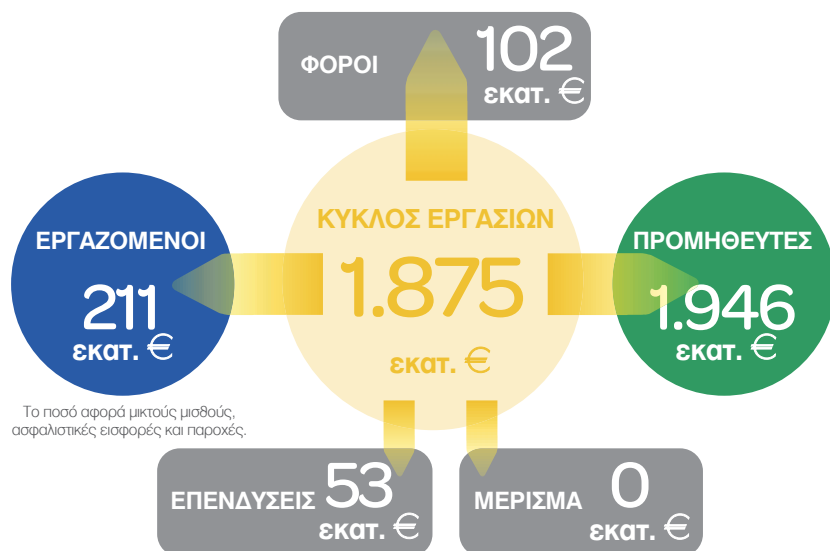 ΦΟΡΟΙ 102
εκατ. €
ΚΥΚΛΟΣ ΕΡΓΑΣΙΩΝ
1.875
εκατ. €
ΕΡΓΑΖΟΜΕΝΟΙ
211
εκατ. €
Το ποσό αφορά μικτούς μισθούς,
ασφαλιστικές εισφορές και παροχές.
ΠΡΟΜΗΘΕΥΤΕΣ
1.946
εκατ. €
ΕΠΕΝΔΥΣΕΙΣ 53
εκατ. €
ΜΕΡΙΣΜΑ 0
εκατ. €